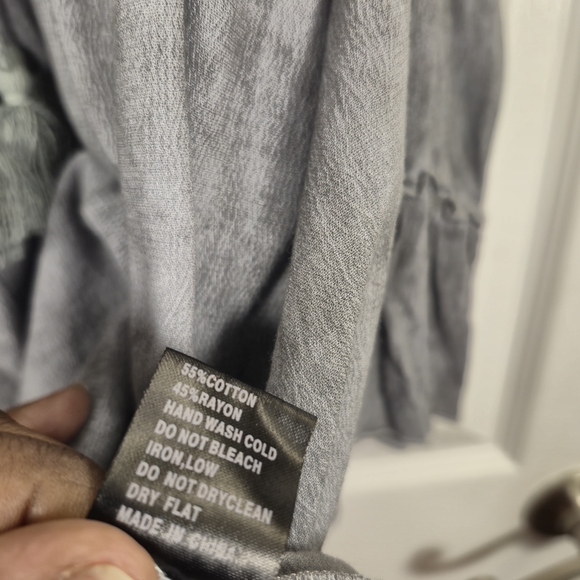 55%COTTON
45%RAYON
HAND WASH COLD
DO NOT BLEACH
IRON,LOW
DO NOT DRYCLEAN
DRY FLAT
MADE IN CHINA